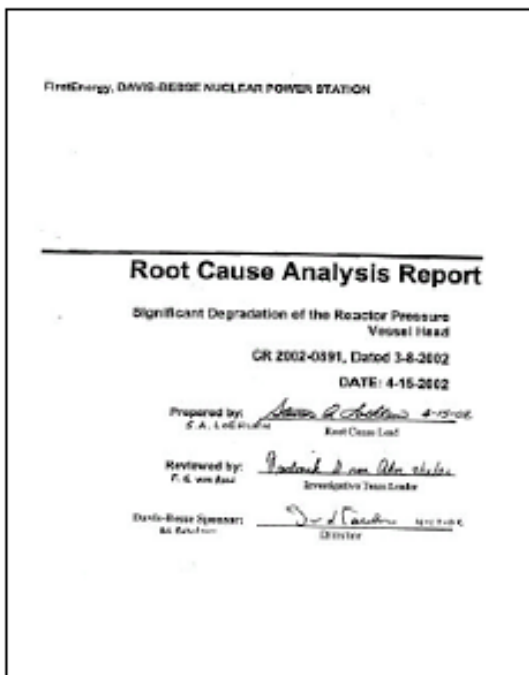 FirstEnergy, DAVIS-BESSE NUCLEAR POWER STATION
Root Cause Analysis Report
Significant Degradation of the Reactor Pressure
Vessel Head
CR 2002-0891, Dated 3-8-2002
DATE: 4-15-2002
Prepared by: 4-15-02
S.A. LOEHLEIN
Root Cause Lead
Reviewed by:
Investigative Team Leader
Davis-Besse Sponsor:
Director